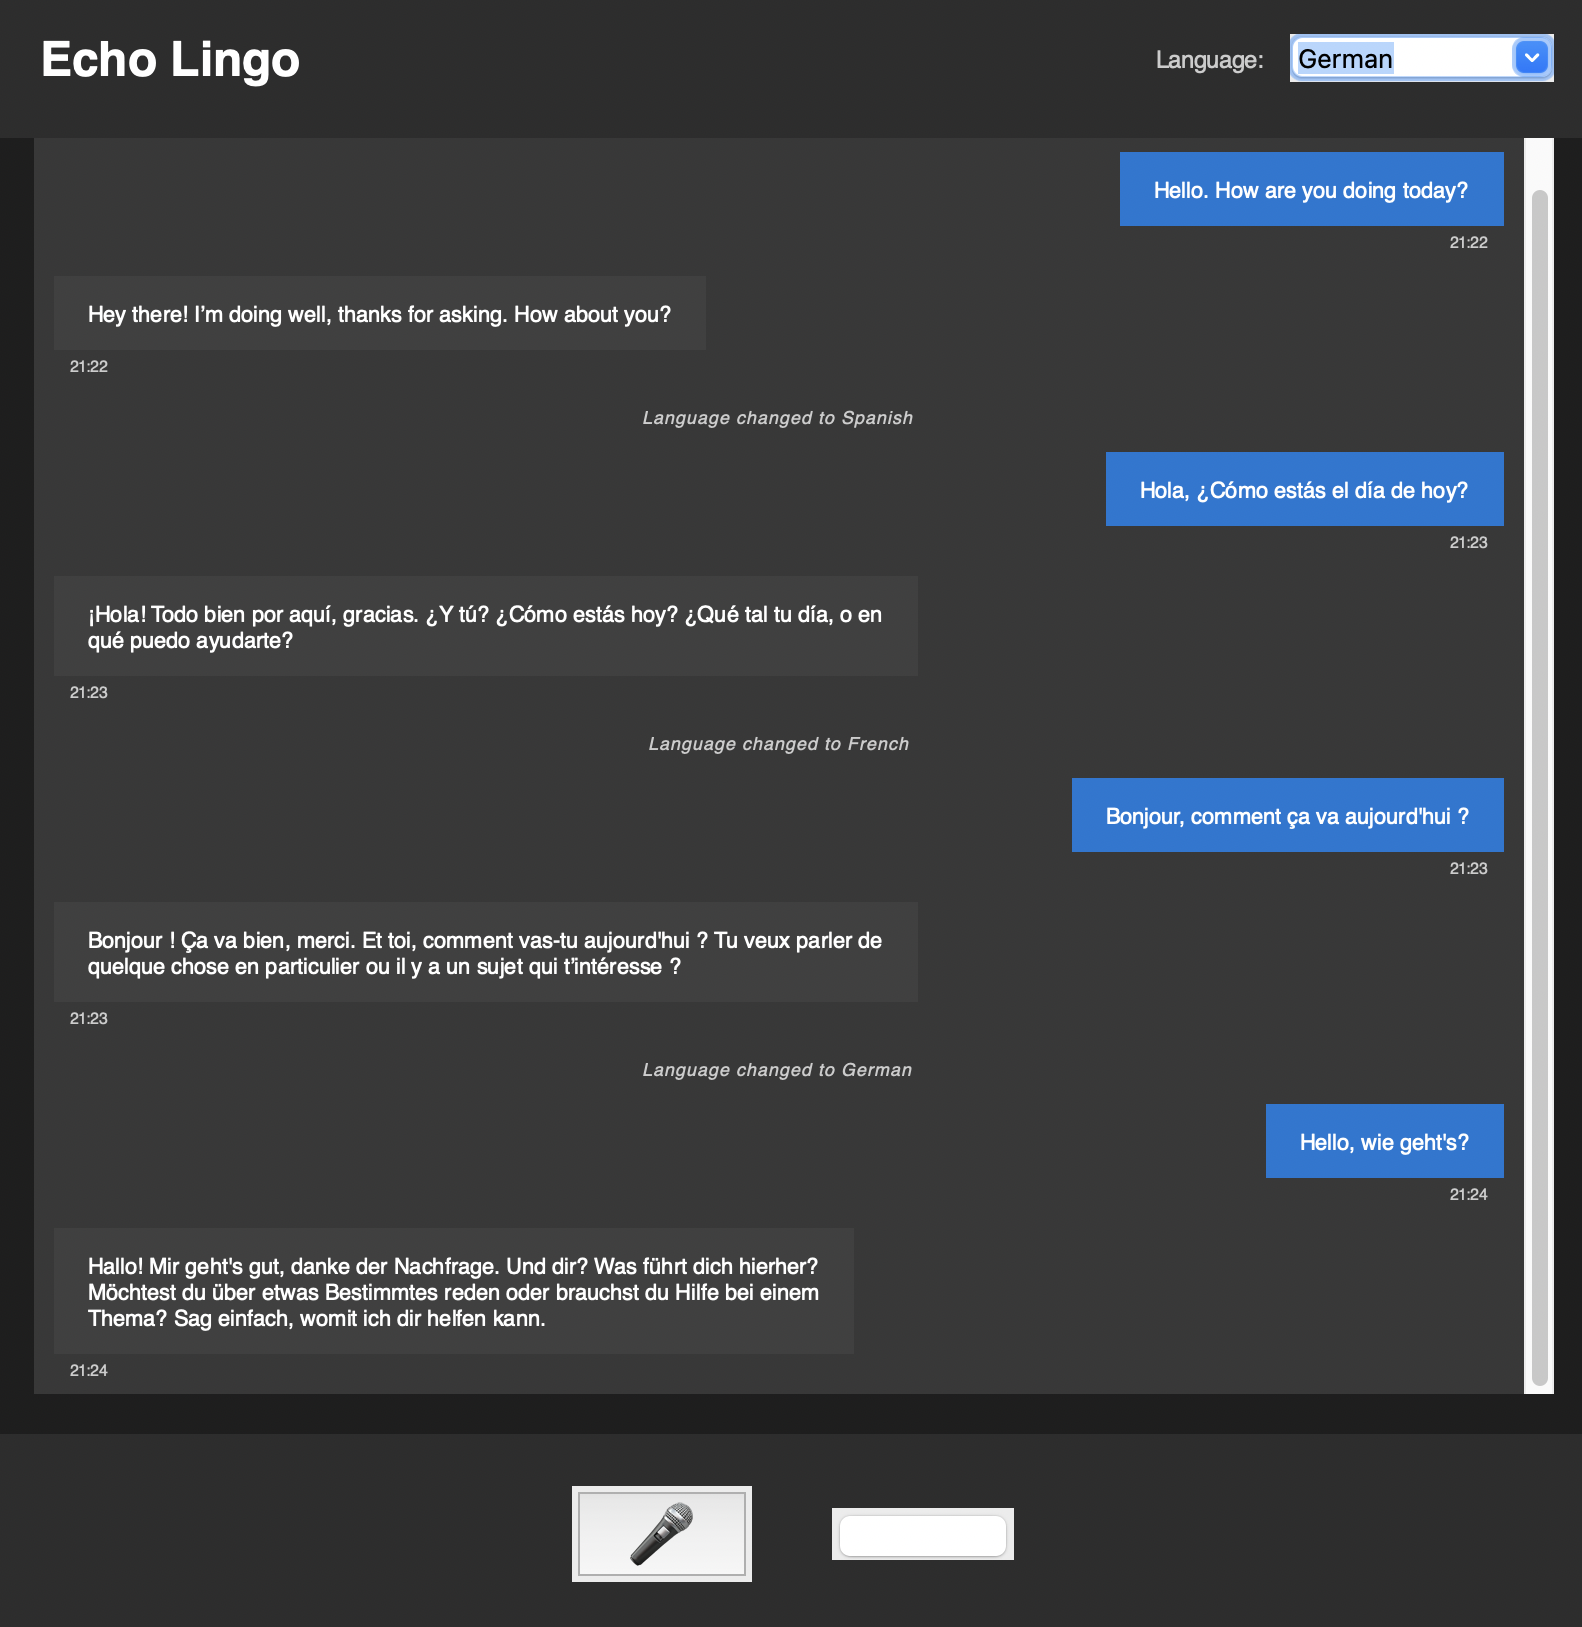 Echo Lingo
Language:
German
Hello. How are you doing today?
21:22
Hey there! I’m doing well, thanks for asking. How about you?
21:22
Language changed to Spanish
Hola, ¿Cómo estás el día de hoy?
21:23
¡Hola! Todo bien por aquí, gracias. ¿Y tú? ¿Cómo estás hoy? ¿Qué tal tu día, o en
qué puedo ayudarte?
21:23
Language changed to French
Bonjour, comment ça va aujourd'hui ?
21:23
Bonjour ! Ça va bien, merci. Et toi, comment vas-tu aujourd'hui ? Tu veux parler de
quelque chose en particulier ou il y a un sujet qui t’intéresse ?
21:23
Language changed to German
Hello, wie geht's?
21:24
Hallo! Mir geht's gut, danke der Nachfrage. Und dir? Was führt dich hierher?
Möchtest du über etwas Bestimmtes reden oder brauchst du Hilfe bei einem
Thema? Sag einfach, womit ich dir helfen kann.
21:24